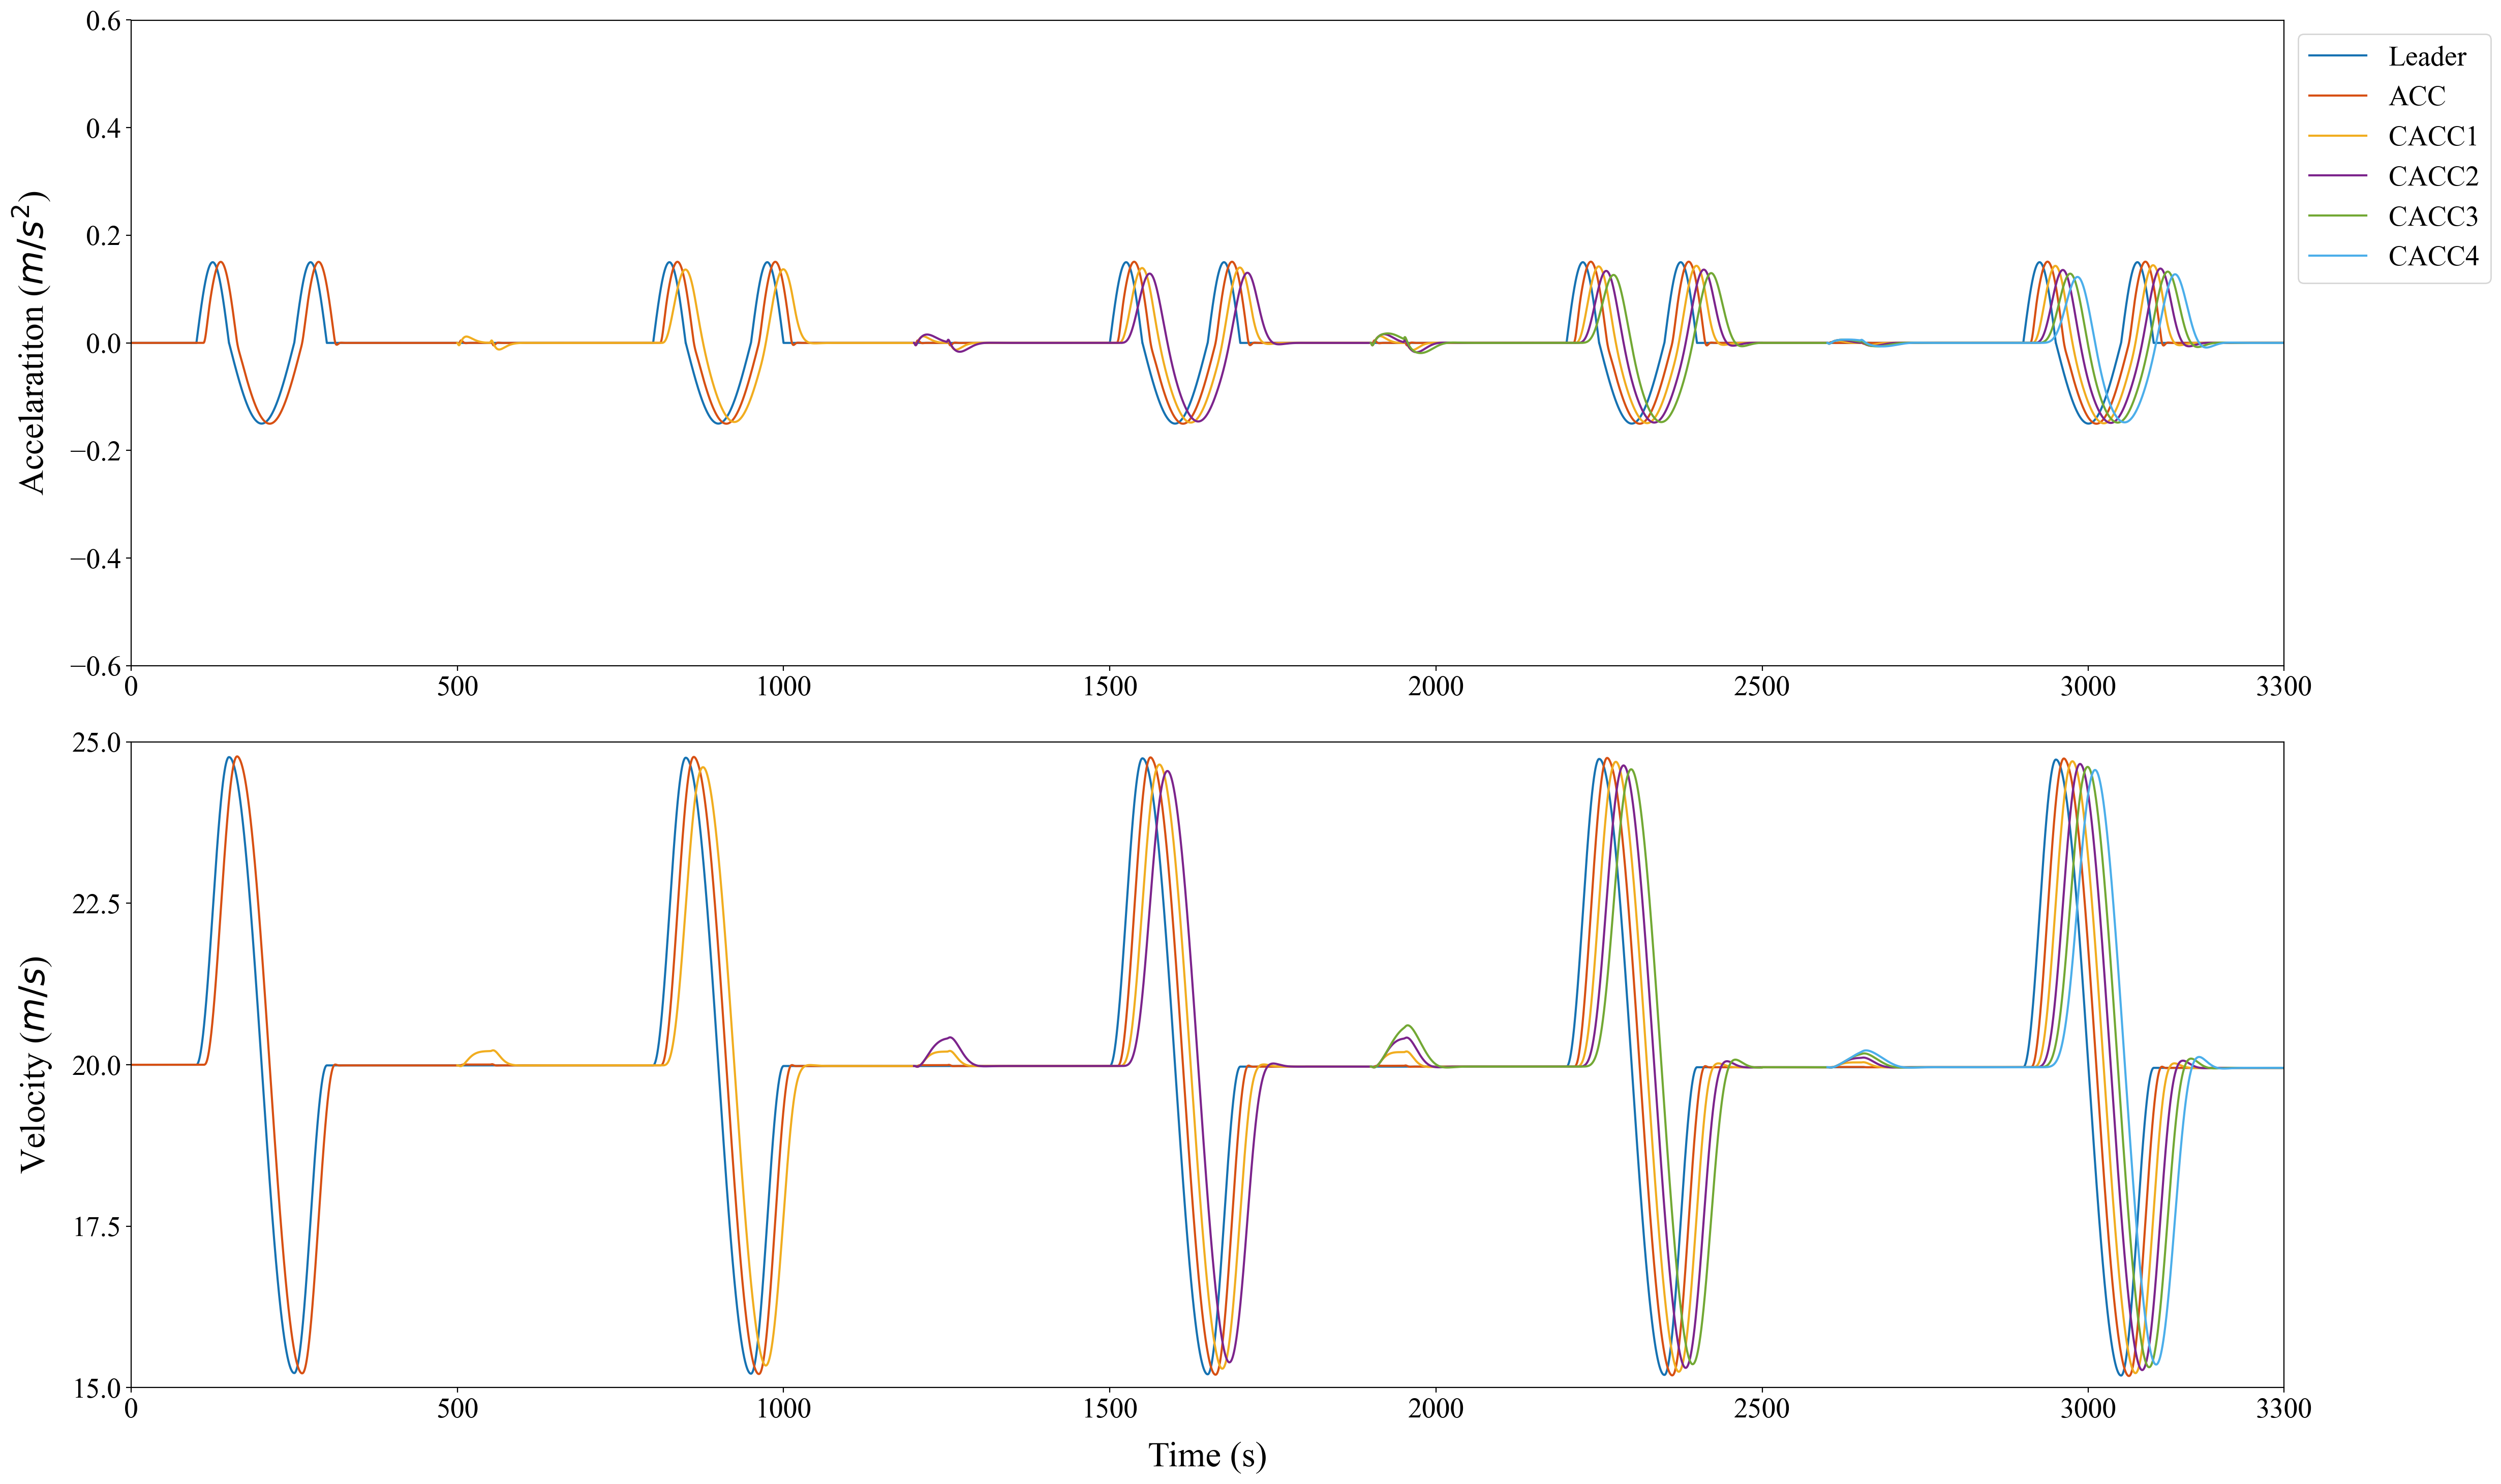 0.6
0.4
0.2
0.0
−0.2
−0.4
−0.6
Accelaratiton (m/s²)
0 500 1000 1500 2000 2500 3000 3300
Leader
ACC
CACC1
CACC2
CACC3
CACC4
25.0
22.5
20.0
17.5
15.0
Velocity (m/s)
0 500 1000 1500 2000 2500 3000 3300
Time (s)